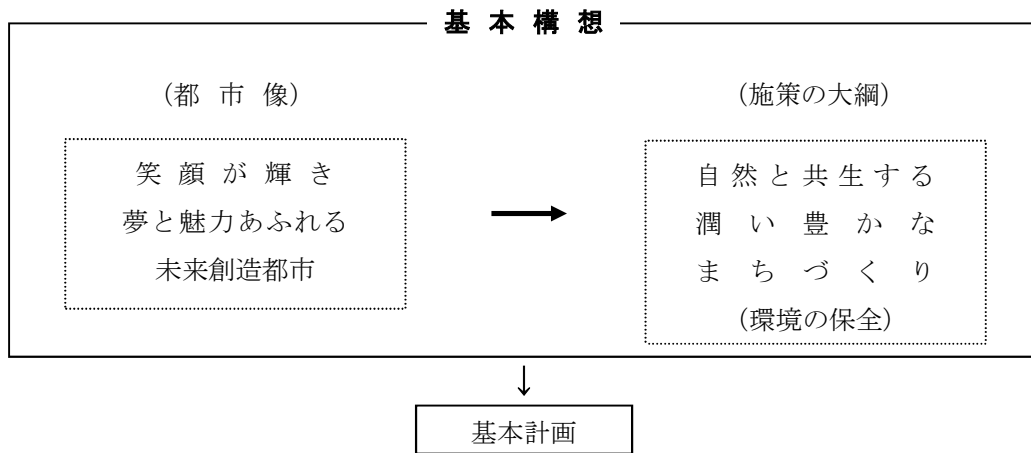 基本構想
(都市像)
笑顔が輝き
夢と魅力あふれる
未来創造都市
(施策の大綱)
自然と共生する
潤い豊かな
まちづくり
(環境の保全)
基本計画